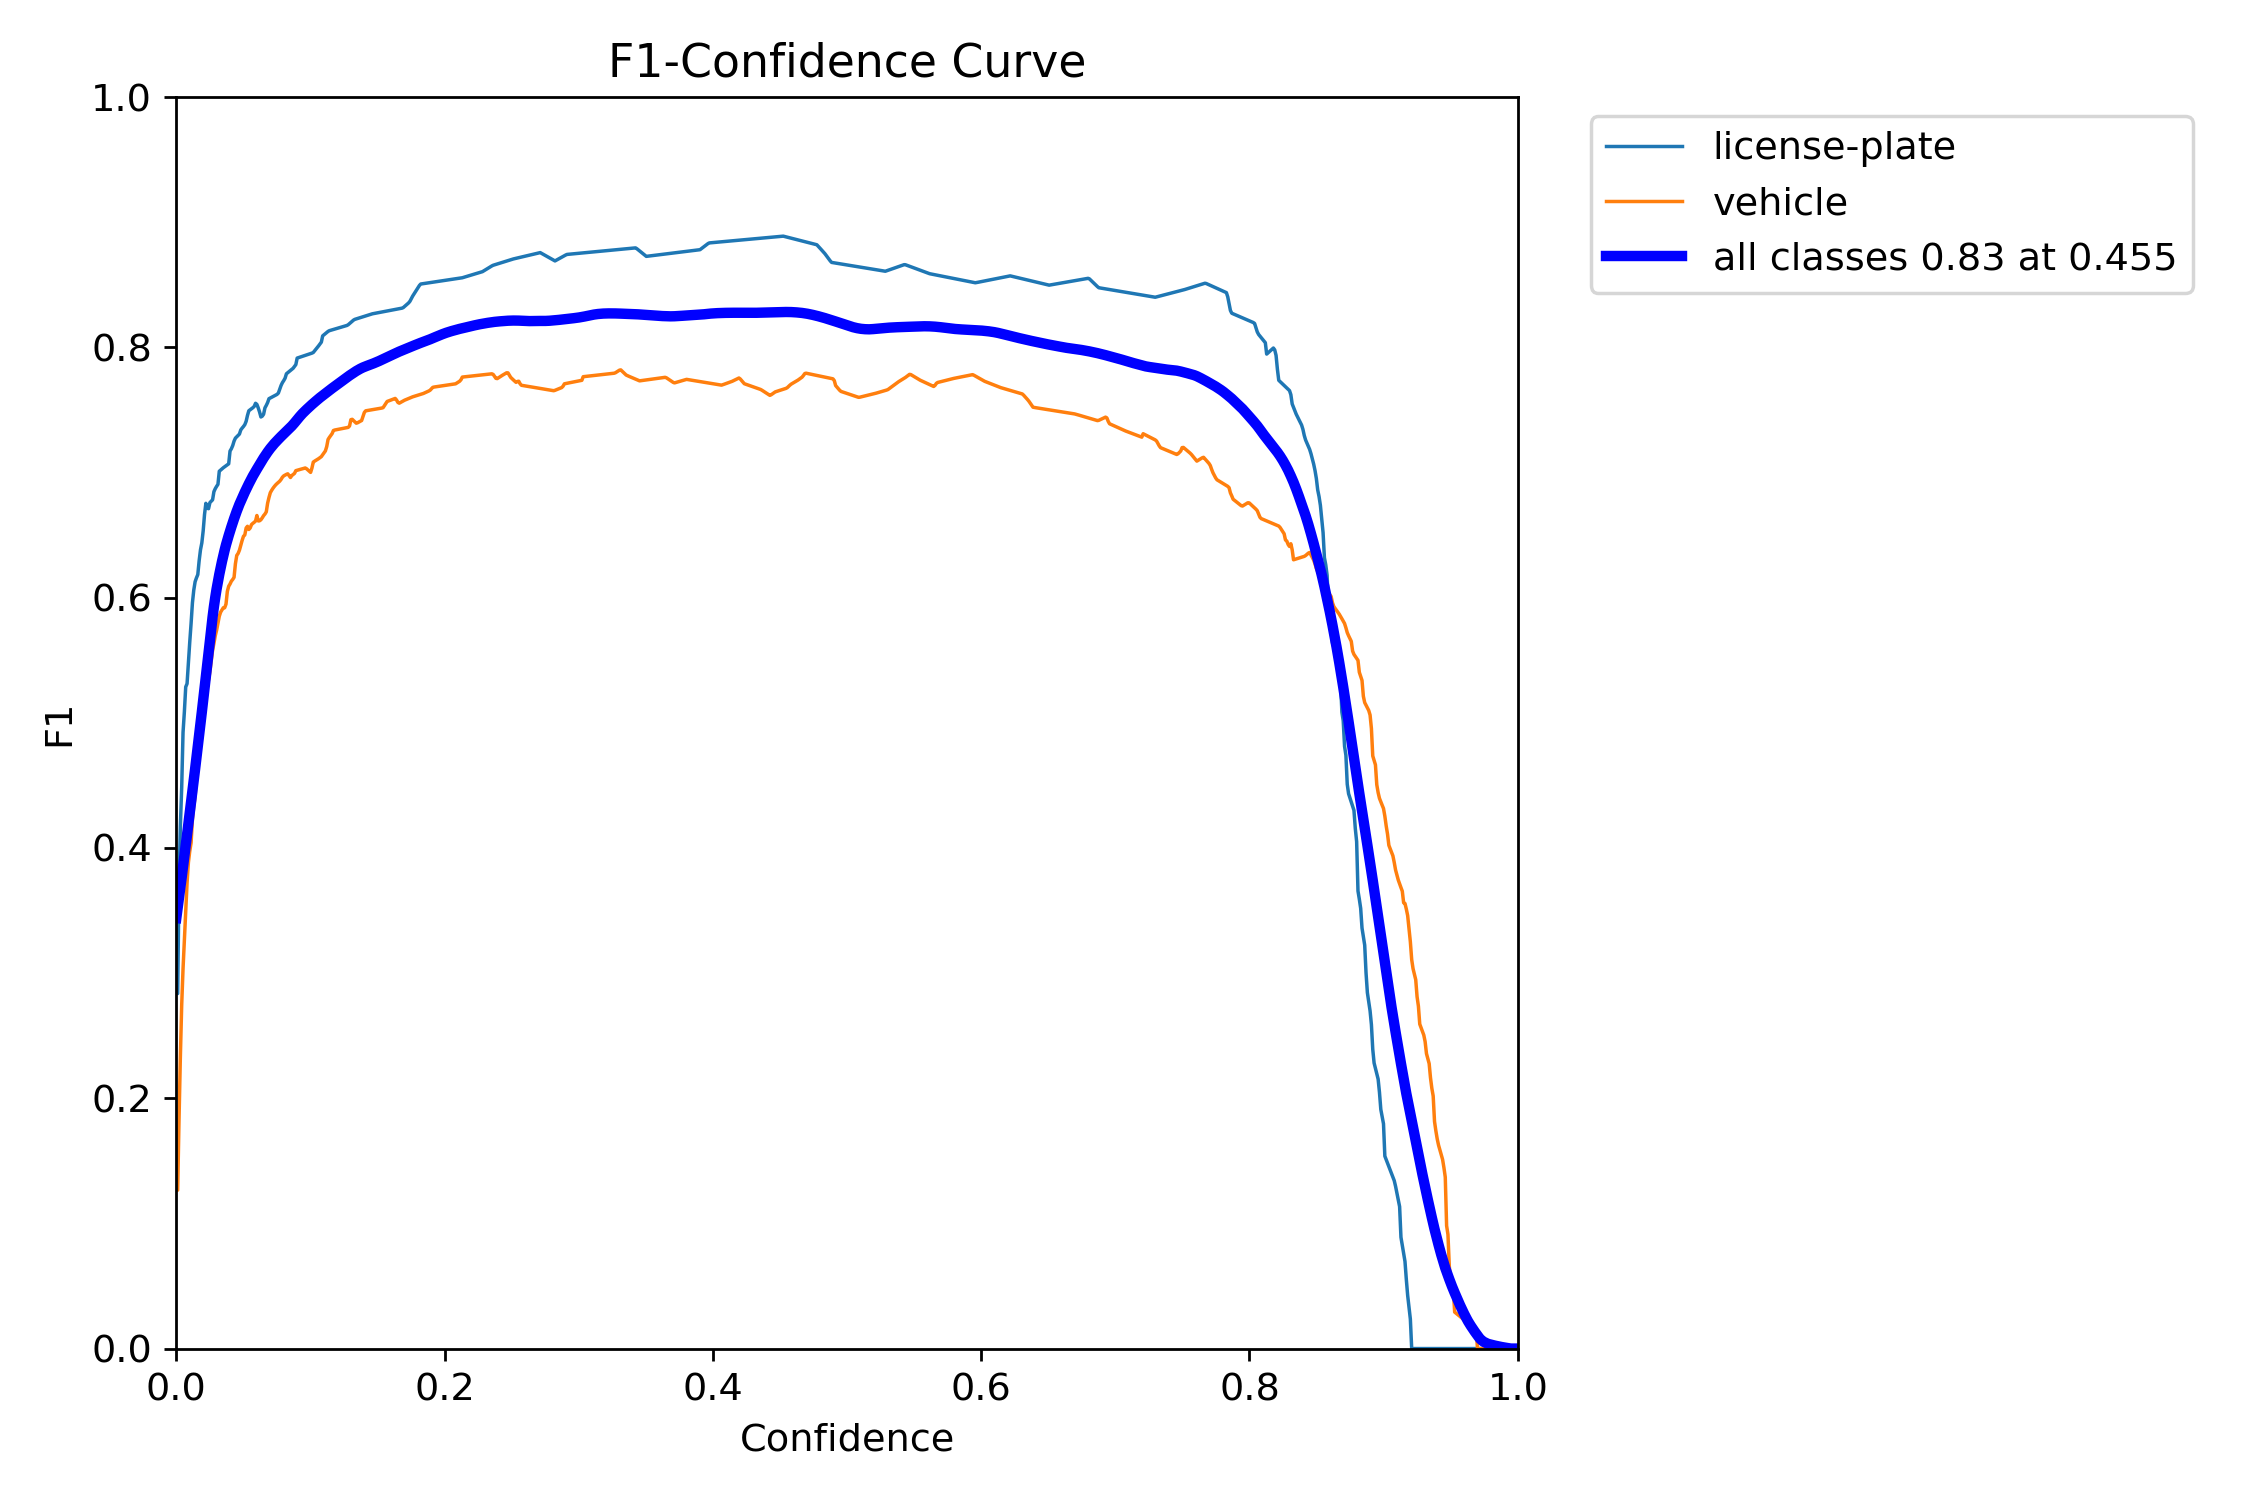 F1-Confidence Curve
license-plate
vehicle
all classes 0.83 at 0.455
1.0
0.8
0.6
0.4
0.2
0.0
F1
0.0 0.2 0.4 0.6 0.8 1.0
Confidence